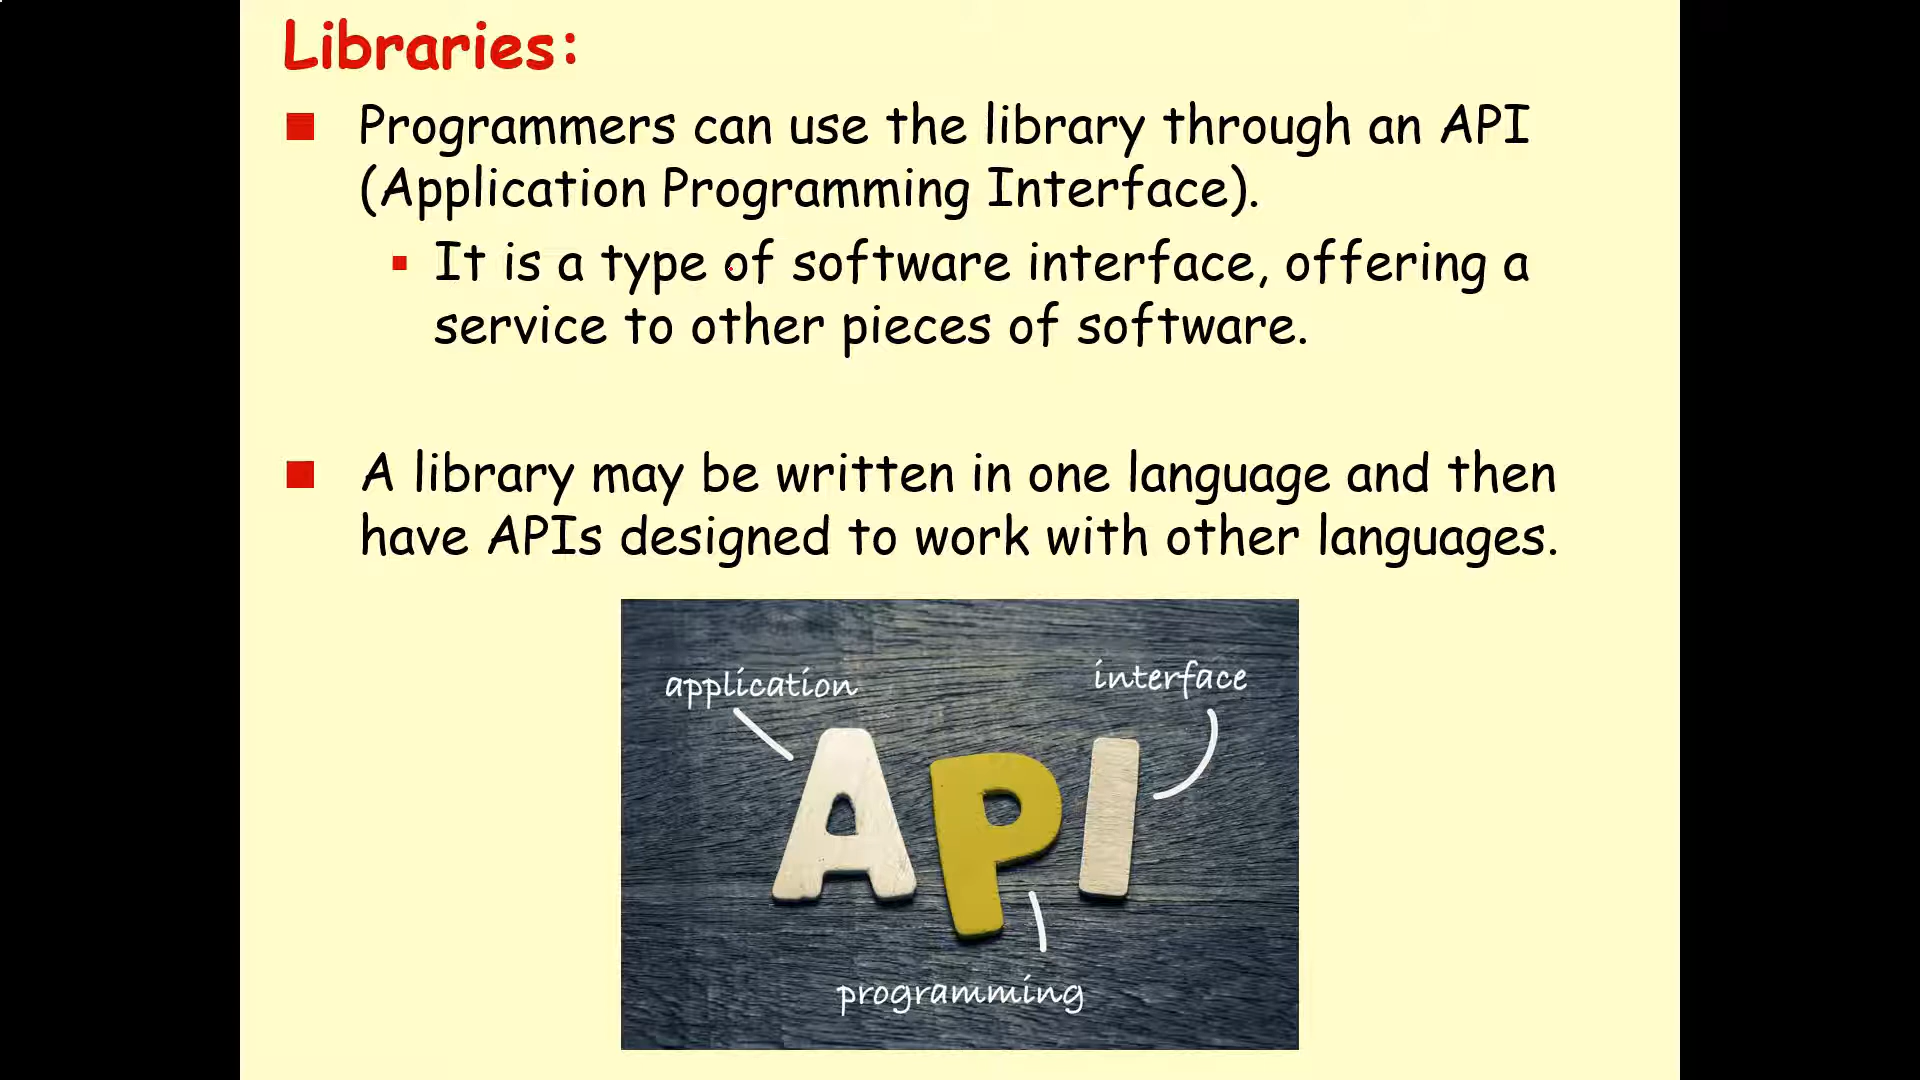 Libraries:
Programmers can use the library through an API
(Application Programming Interface).
It is a type of software interface, offering a
service to other pieces of software.
A library may be written in one language and then
have APIs designed to work with other languages.
application
interface
API
programming